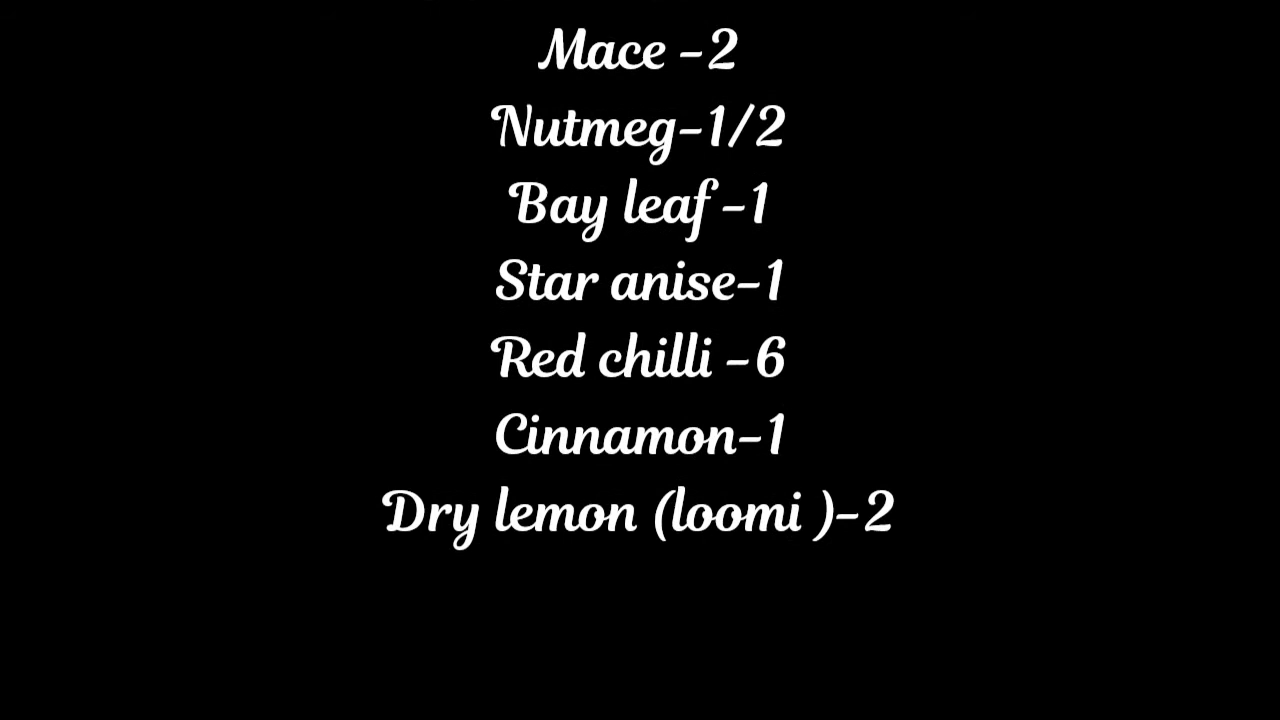 Mace -2
Nutmeg-1/2
Bay leaf -1
Star anise-1
Red chilli -6
Cinnamon-1
Dry lemon (loomi )-2